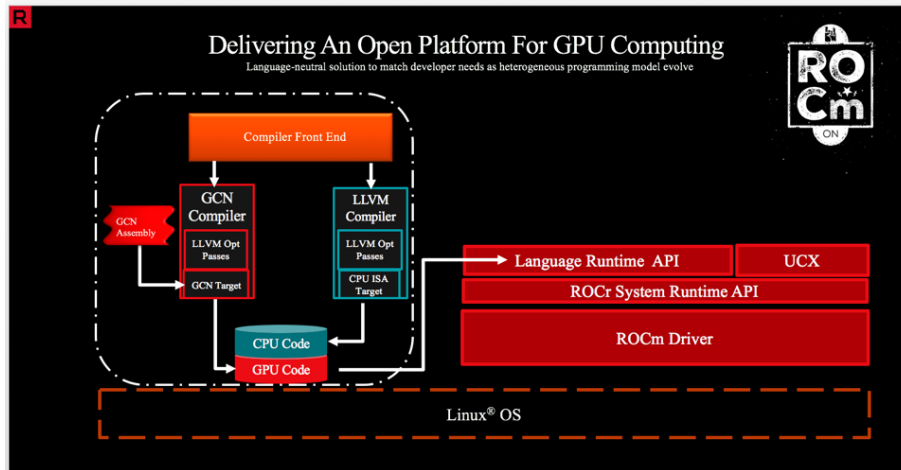 R
Delivering An Open Platform For GPU Computing
Language-neutral solution to match developer needs as heterogeneous programming model evolve
RO
Cm
ON
Compiler Front End
GCN
Compiler
LLVM Opt
Passes
GCN Target
GCN
Assembly
LLVM
Compiler
LLVM Opt
Passes
CPU ISA
Target
CPU Code
GPU Code
Language Runtime API
UCX
ROCr System Runtime API
ROCm Driver
Linux® OS